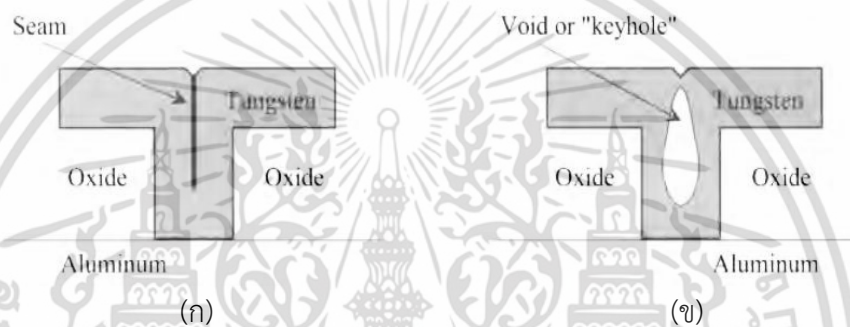 Seam
Void or "keyhole"
Tungsten
Tungsten
Oxide
Oxide
Oxide
Oxide
Aluminum
Aluminum
(ก)
(ข)